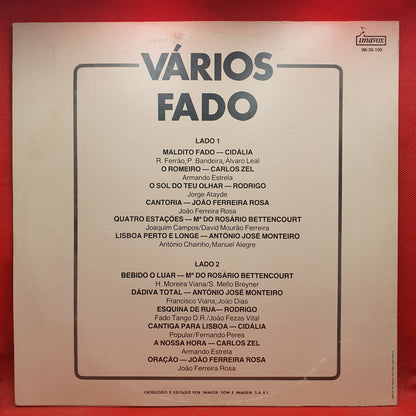 imavox
IM-30.109
VÁRIOS
FADO
LADO 1
MALDITO FADO — CIDÁLIA
R. Ferrão, P. Bandeira, Álvaro Leal
O ROMEIRO — CARLOS ZEL
Armando Estrela
O SOL DO TEU OLHAR — RODRIGO
Jorge Atayde
CANTORIA — JOÃO FERREIRA ROSA
João Ferreira Rosa
QUATRO ESTAÇÕES — Mª DO ROSÁRIO BETTENCOURT
Joaquim Campos/David Mourão Ferreira
LISBOA PERTO E LONGE — ANTÓNIO JOSÉ MONTEIRO
António Chainho, Manuel Alegre
LADO 2
BEBIDO O LUAR — Mª DO ROSÁRIO BETTENCOURT
H. Moreira Viana/S. Mello Breyner
DÁDIVA TOTAL — ANTÓNIO JOSÉ MONTEIRO
Francisco Viana, João Dias
ESQUINA DE RUA — RODRIGO
Fado Tango D.R./João Fezas Vital
CANTIGA PARA LISBOA — CIDÁLIA
Popular/Fernando Peres
A NOSSA HORA — CARLOS ZEL
Armando Estrela
ORAÇÃO — JOÃO FERREIRA ROSA
João Ferreira Rosa
PRODUZIDO E EDITADO POR IMAVOX SOM E IMAGEM S.A.R.L.